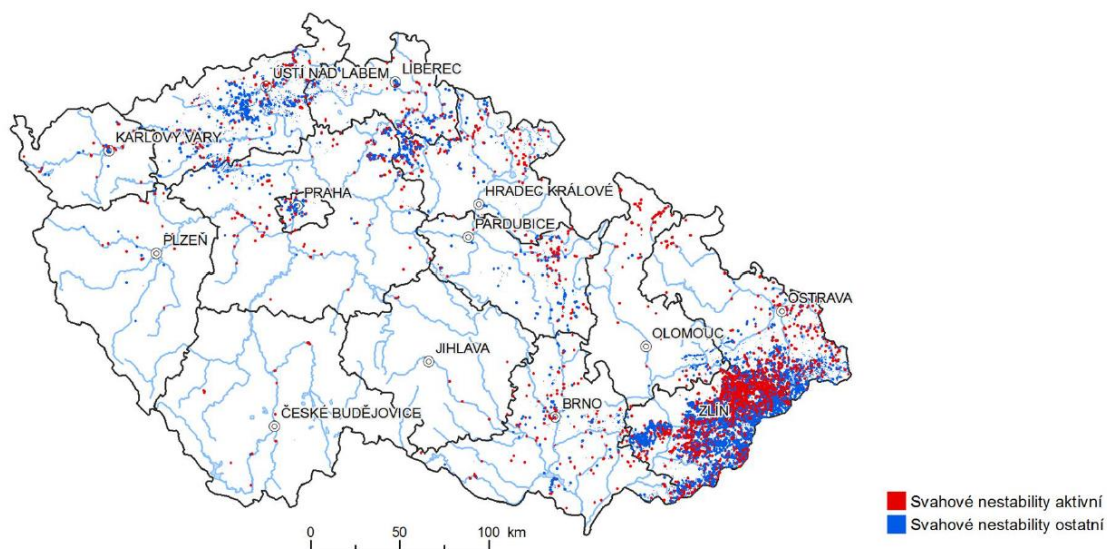 ÚSTÍ NAD LABEM
LIBEREC
KARLOVY VARY
PRAHA
HRADEC KRÁLOVÉ
PARDUBICE
PLZEŇ
OSTRAVA
OLOMOUC
JIHLAVA
ČESKÉ BUDĚJOVICE
BRNO
ZLÍN
Svahové nestability aktivní
Svahové nestability ostatní
0 50 100 km